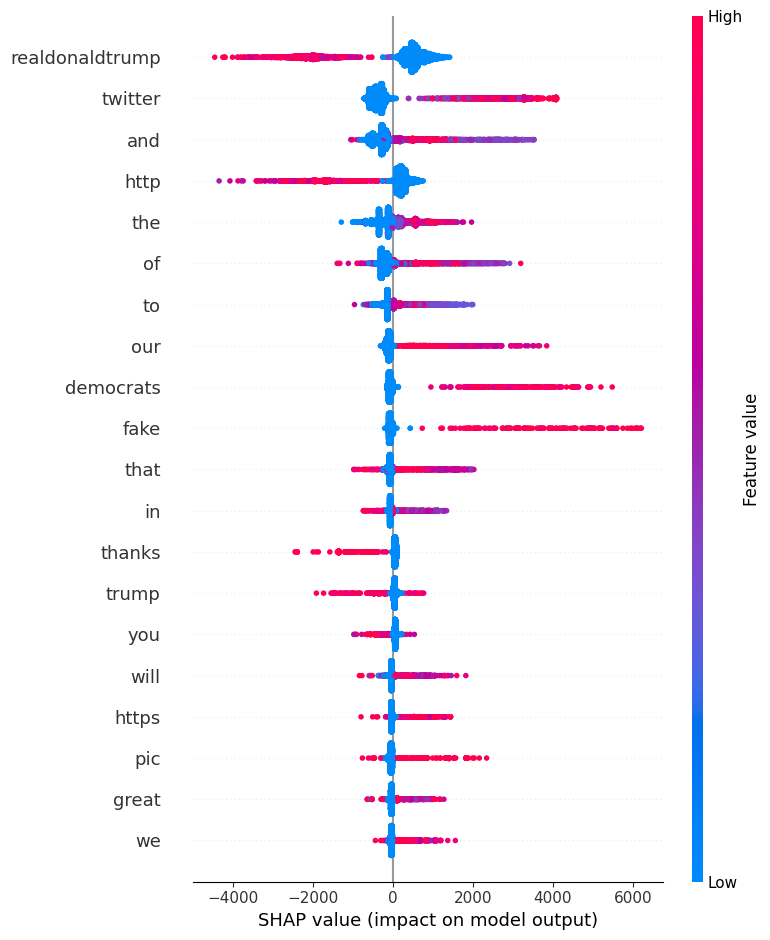 High
realdonaldtrump
twitter
and
http
the
of
to
our
democrats
fake
that
in
thanks
trump
you
will
https
pic
great
we
Feature value
Low
−4000 −2000 0 2000 4000 6000
SHAP value (impact on model output)